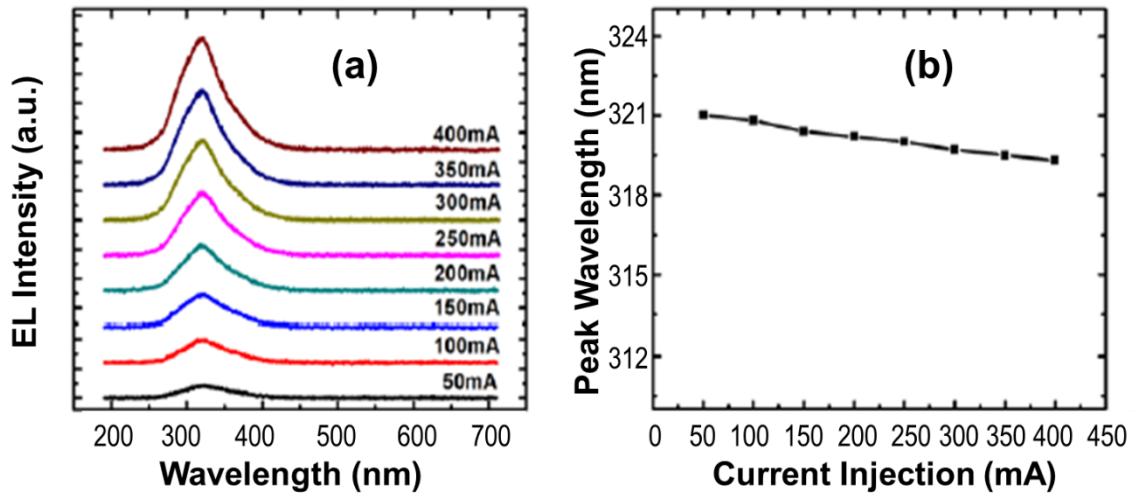 (a)
EL Intensity (a.u.)
400mA
350mA
300mA
250mA
200mA
150mA
100mA
50mA
200 300 400 500 600 700
Wavelength (nm)
(b)
Peak Wavelength (nm)
324
321
318
315
312
0 50 100 150 200 250 300 350 400 450
Current Injection (mA)